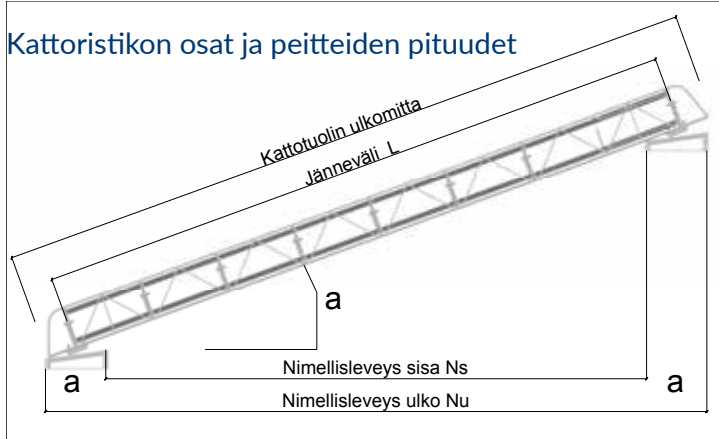 Kattoristikon osat ja peitteiden pituudet
Kattotuolin ulkomitta
Jänneväli L
a
Nimellisleveys sisa Ns
a
a
Nimellisleveys ulko Nu